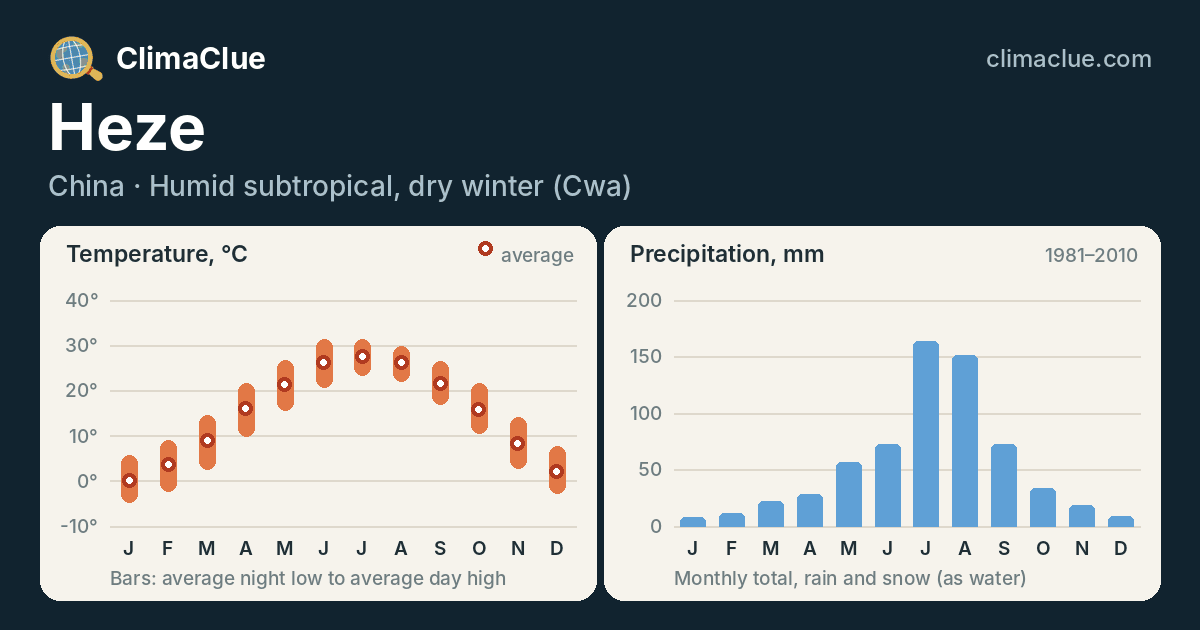 ClimaClue
climaclue.com
Heze
China · Humid subtropical, dry winter (Cwa)
Temperature, °C
average
40°
30°
20°
10°
0°
-10°
J F M A M J J A S O N D
Bars: average night low to average day high
Precipitation, mm
1981–2010
200
150
100
50
0
J F M A M J J A S O N D
Monthly total, rain and snow (as water)